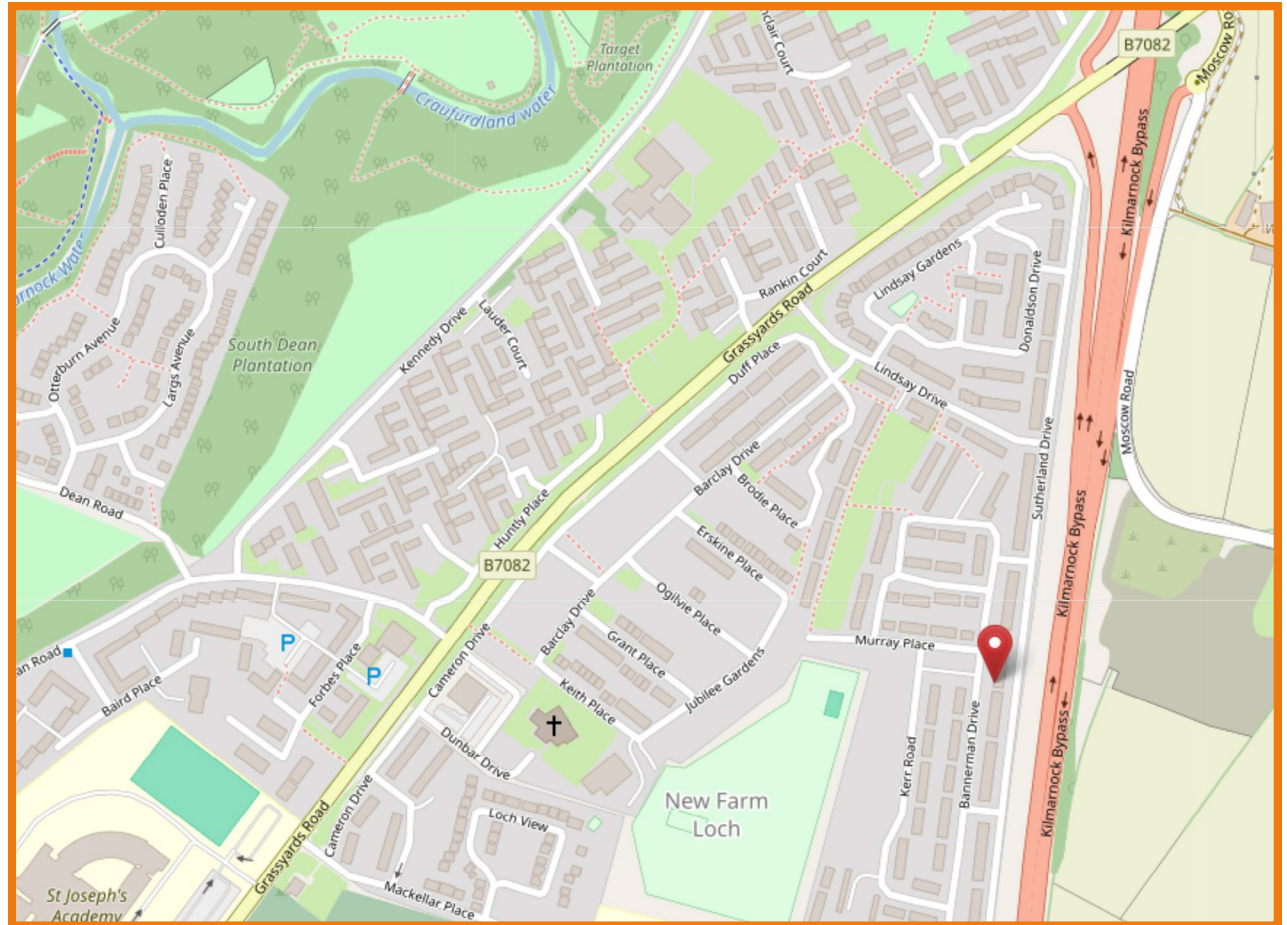 nclair Court
Target
Plantation
B7082
Moscow Ro
Craufurdland water
Culloden Place
Kilmarnock Bypass
urnock Water
Lindsay Gardens
Rankin Court
Donaldson Drive
Otterburn Avenue
Largs Avenue
South Dean
Plantation
Kennedy Drive
Lauder Court
Grassyards Road
Duff Place
Lindsay Drive
Moscow Road
Barclay Drive
Brodie Place
Sutherland Drive
Dean Road
Huntly Place
Erskine Place
Kilmarnock Bypass
B7082
Ogilvie Place
Barclay Drive
Grant Place
Murray Place
an Road
P
P
Forbes Place
Baird Place
Cameron Drive
Keith Place
Jubilee Gardens
Dunbar Drive
Kerr Road
Bannerman Drive
Kilmarnock Bypass
New Farm
Loch
Loch View
Cameron Drive
Grassyards Road
Mackellar Place
St Joseph's
Academy